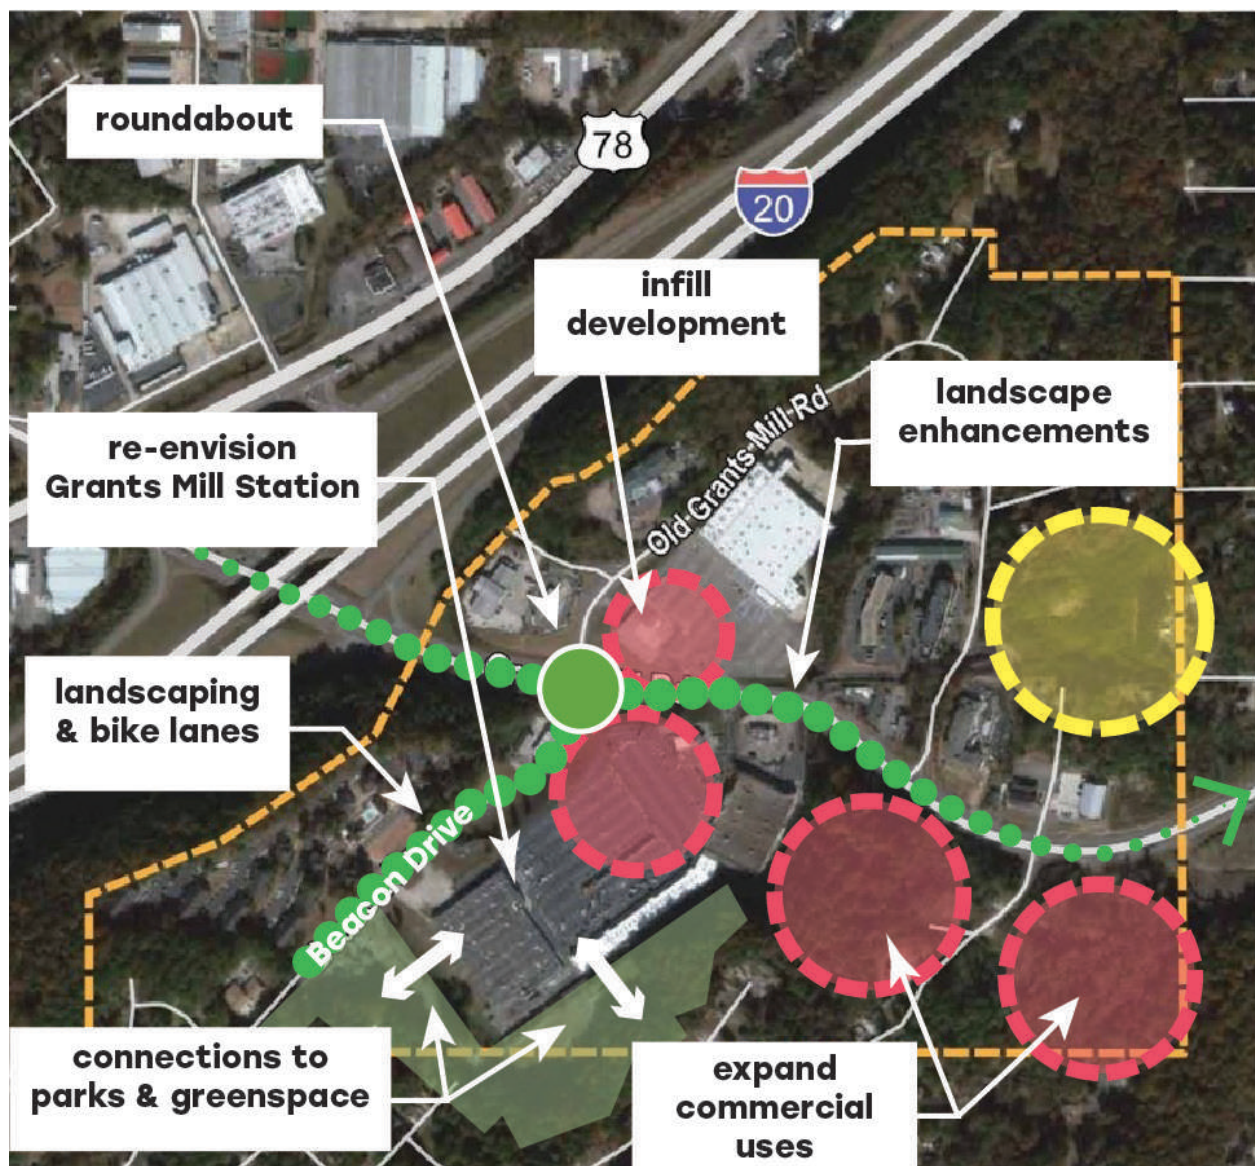 roundabout
78
20
infill
development
landscape
enhancements
re-envision
Grants Mill Station
Old Grants Mill Rd
landscaping
& bike lanes
Beacon Drive
connections to
parks & greenspace
expand
commercial
uses